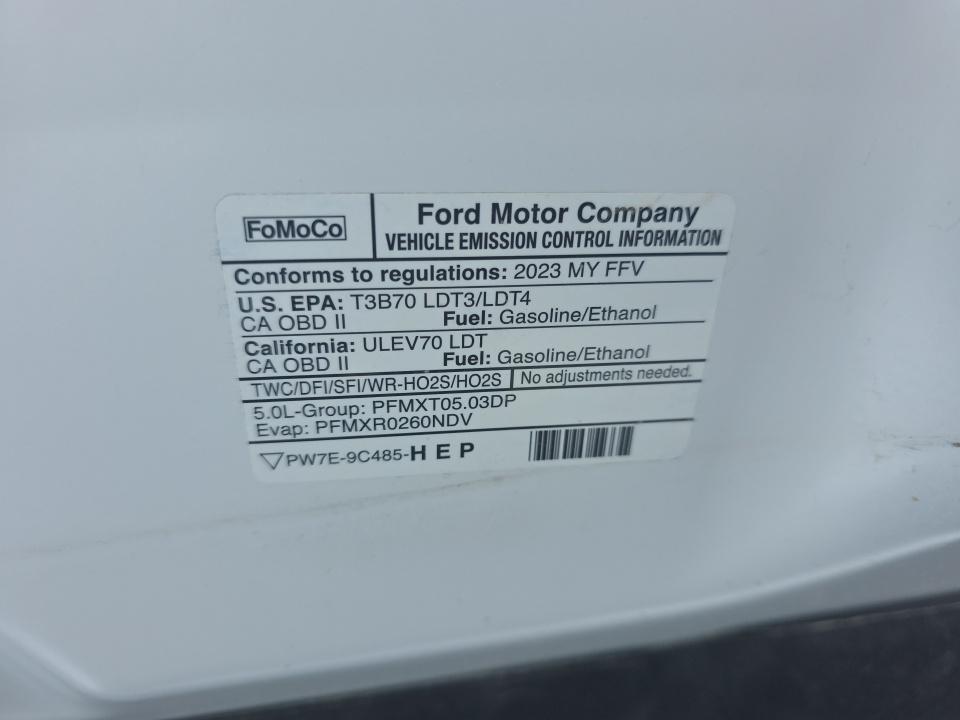 FoMoCo
Ford Motor Company
VEHICLE EMISSION CONTROL INFORMATION
Conforms to regulations: 2023 MY FFV
U.S. EPA: T3B70 LDT3/LDT4
CA OBD II Fuel: Gasoline/Ethanol
California: ULEV70 LDT
CA OBD II Fuel: Gasoline/Ethanol
TWC/DFI/SFI/WR-HO2S/HO2S No adjustments needed.
5.0L-Group: PFMXT05.03DP
Evap: PFMXR0260NDV
PW7E-9C485-H E P